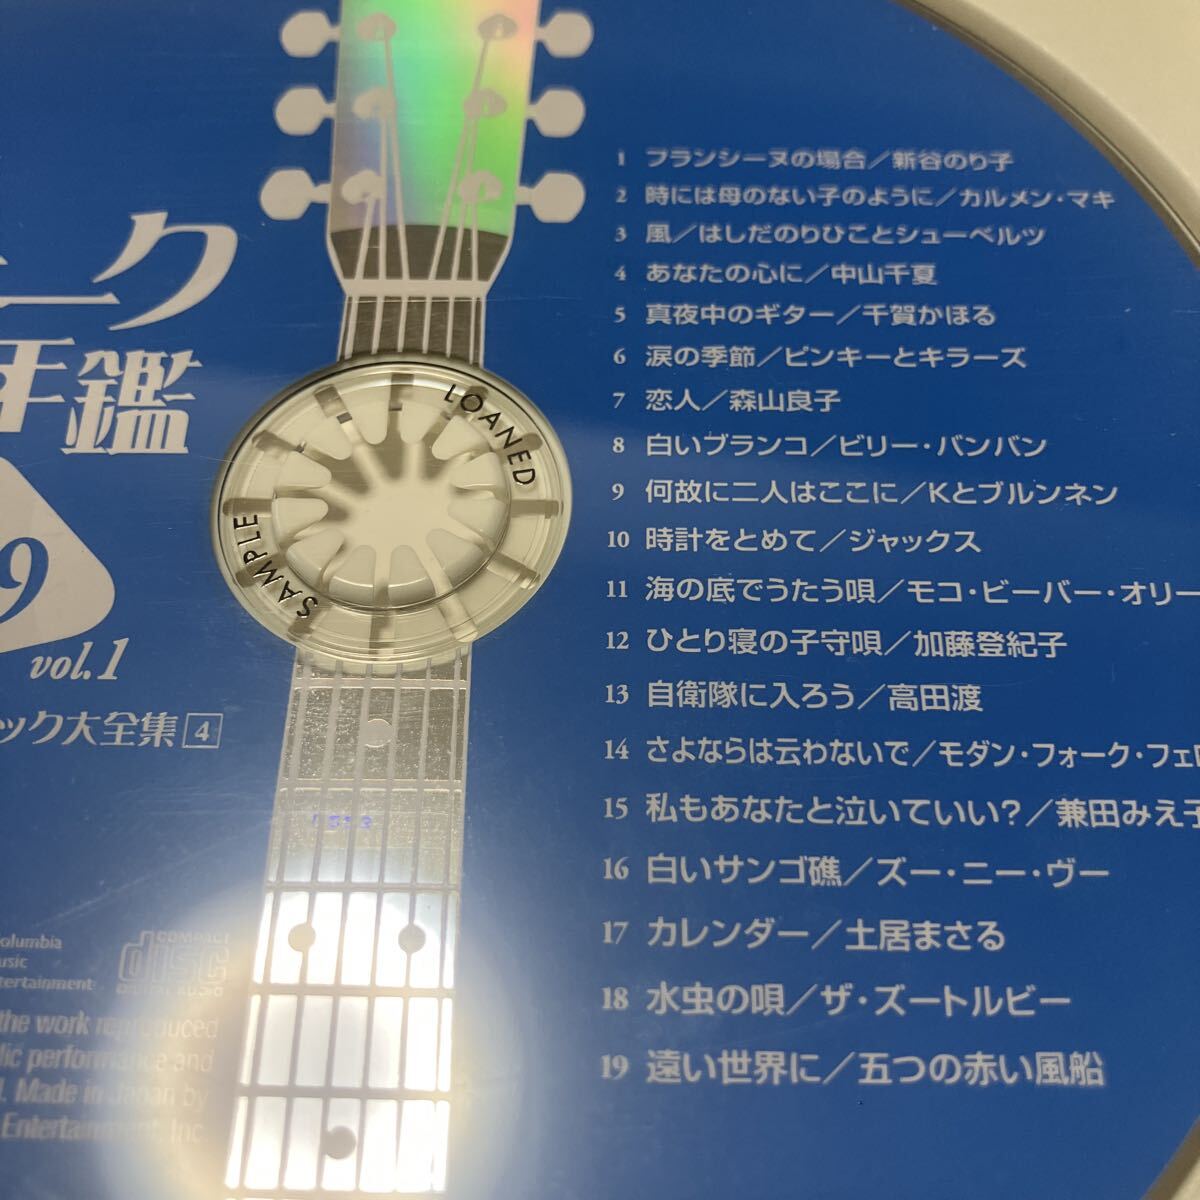 ーク
年鑑
9
vol.1
ック大全集 4
LOANED
SAMPLE
1 フランシーヌの場合／新谷のり子
2 時には母のない子のように／カルメン・マキ
3 風／はしだのりひことシューベルツ
4 あなたの心に／中山千夏
5 真夜中のギター／千賀かほる
6 涙の季節／ピンキーとキラーズ
7 恋人／森山良子
8 白いブランコ／ビリー・バンバン
9 何故に二人はここに／Kとブルンネン
10 時計をとめて／ジャックス
11 海の底でうたう唄／モコ・ビーバー・オリー
12 ひとり寝の子守唄／加藤登紀子
13 自衛隊に入ろう／高田渡
14 さよならは云わないで／モダン・フォーク・フェロ
15 私もあなたと泣いていい?／兼田みえ子
16 白いサンゴ礁／ズー・ニー・ヴー
17 カレンダー／土居まさる
18 水虫の唄／ザ・ズートルビー
19 遠い世界に／五つの赤い風船
olumbia
usic
tertainment
COMPACT
disc
DIGITAL AUDIO
the work reproduced
lic performance and
d. Made in Japan by
Entertainment, Inc.